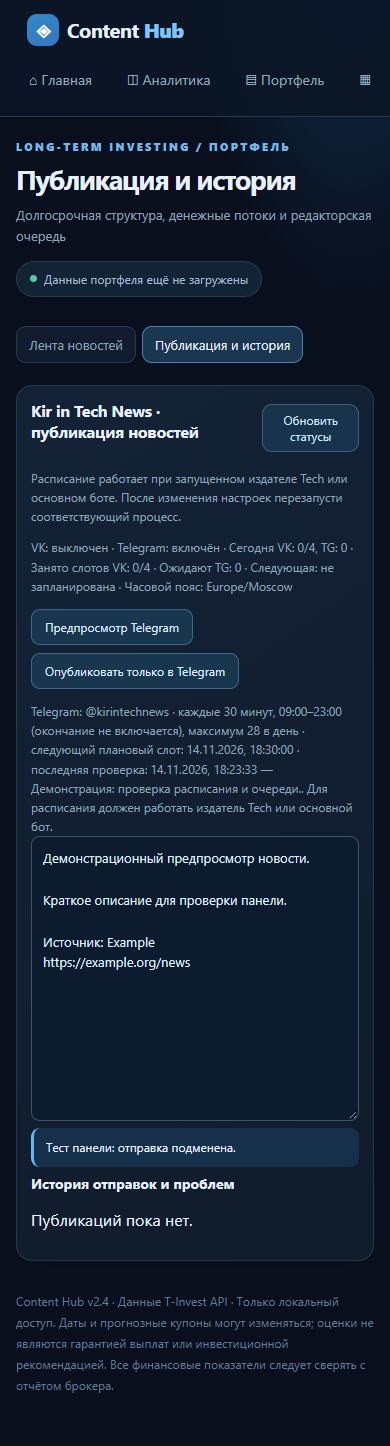 Content Hub
Главная
Аналитика
Портфель
LONG-TERM INVESTING / ПОРТФЕЛЬ
Публикация и история
Долгосрочная структура, денежные потоки и редакторская
очередь
Данные портфеля ещё не загружены
Лента новостей
Публикация и история
Kir in Tech News ·
публикация новостей
Обновить
статусы
Расписание работает при запущенном издателе Tech или
основном боте. После изменения настроек перезапусти
соответствующий процесс.
VK: выключен · Telegram: включён · Сегодня VK: 0/4, TG: 0 ·
Занято слотов VK: 0/4 · Ожидают TG: 0 · Следующая: не
запланирована · Часовой пояс: Europe/Moscow
Предпросмотр Telegram
Опубликовать только в Telegram
Telegram: @kirintechnews · каждые 30 минут, 09:00–23:00
(окончание не включается), максимум 28 в день ·
следующий плановый слот: 14.11.2026, 18:30:00 ·
последняя проверка: 14.11.2026, 18:23:33 —
Демонстрация: проверка расписания и очереди.. Для
расписания должен работать издатель Tech или основной
бот.
Демонстрационный предпросмотр новости.
Краткое описание для проверки панели.
Источник: Example
https://example.org/news
Тест панели: отправка подменена.
История отправок и проблем
Публикаций пока нет.
Content Hub v2.4 · Данные T-Invest API · Только локальный
доступ. Даты и прогнозные купоны могут изменяться; оценки не
являются гарантией выплат или инвестиционной
рекомендацией. Все финансовые показатели следует сверять с
отчётом брокера.